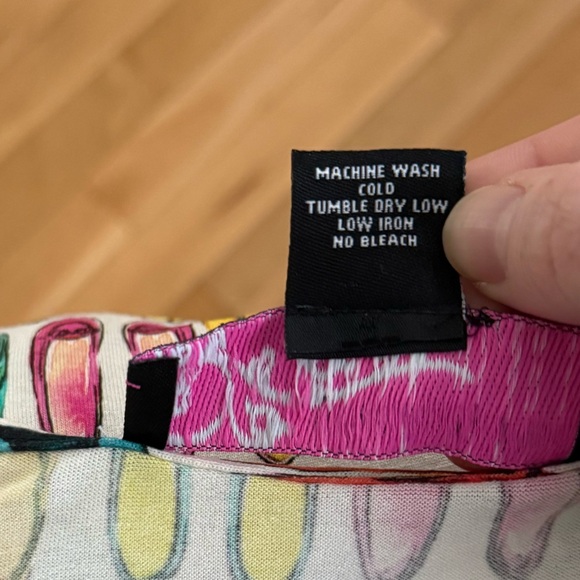 MACHINE WASH
COLD
TUMBLE DRY LOW
LOW IRON
NO BLEACH